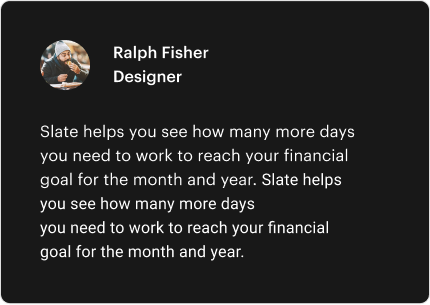 Ralph Fisher
Designer
Slate helps you see how many more days
you need to work to reach your financial
goal for the month and year. Slate helps
you see how many more days
you need to work to reach your financial
goal for the month and year.